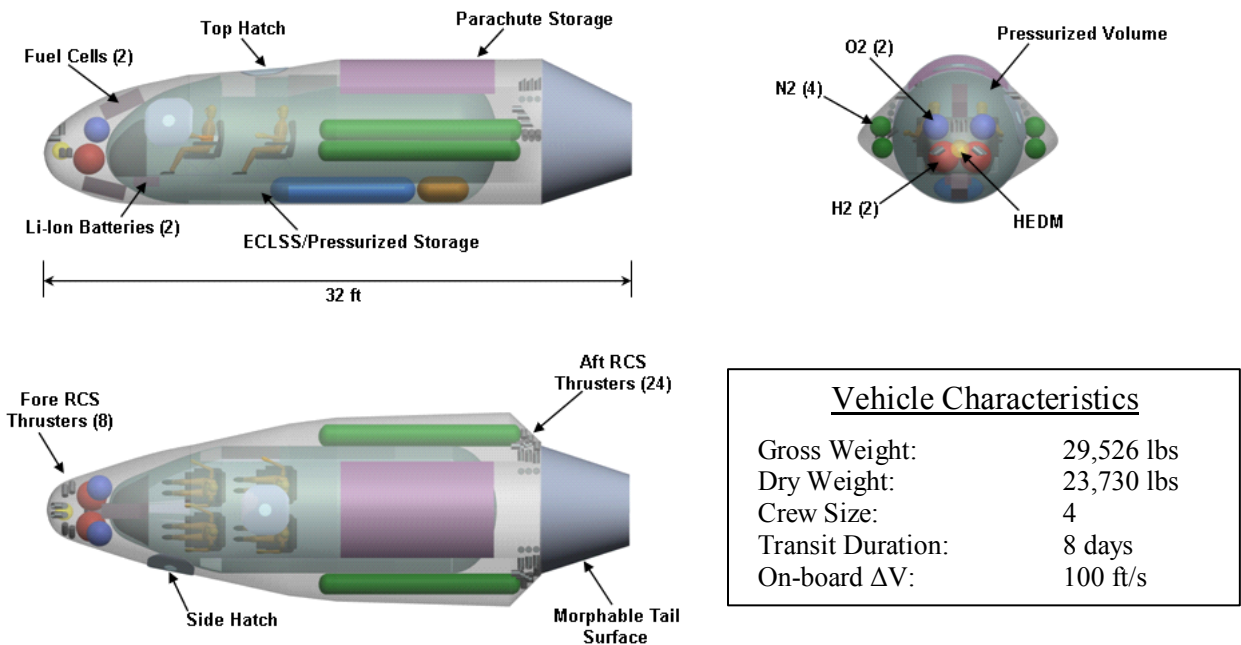 Parachute Storage
Top Hatch
Fuel Cells (2)
Li-Ion Batteries (2)
ECLSS/Pressurized Storage
32 ft
O2 (2)
Pressurized Volume
N2 (4)
H2 (2)
HEDM
Aft RCS
Thrusters (24)
Fore RCS
Thrusters (8)
Side Hatch
Morphable Tail
Surface
Vehicle Characteristics
Gross Weight: 29,526 lbs
Dry Weight: 23,730 lbs
Crew Size: 4
Transit Duration: 8 days
On-board ΔV: 100 ft/s